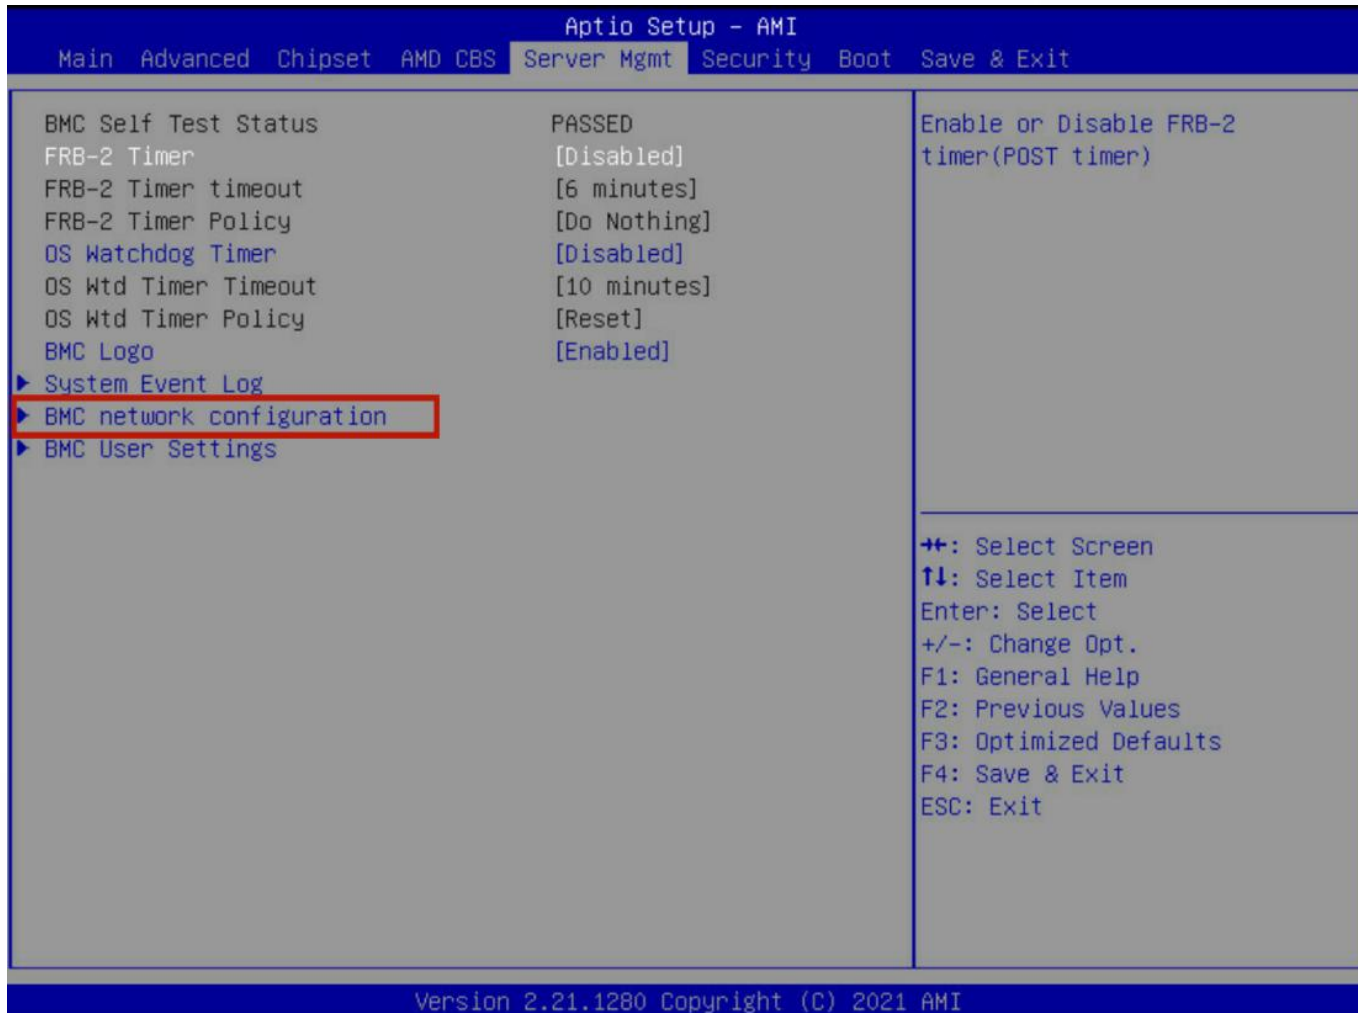 Aptio Setup – AMI
Main Advanced Chipset AMD CBS Server Mgmt Security Boot Save & Exit
BMC Self Test Status PASSED
FRB-2 Timer [Disabled]
FRB-2 Timer timeout [6 minutes]
FRB-2 Timer Policy [Do Nothing]
OS Watchdog Timer [Disabled]
OS Wtd Timer Timeout [10 minutes]
OS Wtd Timer Policy [Reset]
BMC Logo [Enabled]
▶ System Event Log
▶ BMC network configuration
▶ BMC User Settings
Enable or Disable FRB-2
timer(POST timer)
→←: Select Screen
↑↓: Select Item
Enter: Select
+/-: Change Opt.
F1: General Help
F2: Previous Values
F3: Optimized Defaults
F4: Save & Exit
ESC: Exit
Version 2.21.1280 Copyright (C) 2021 AMI